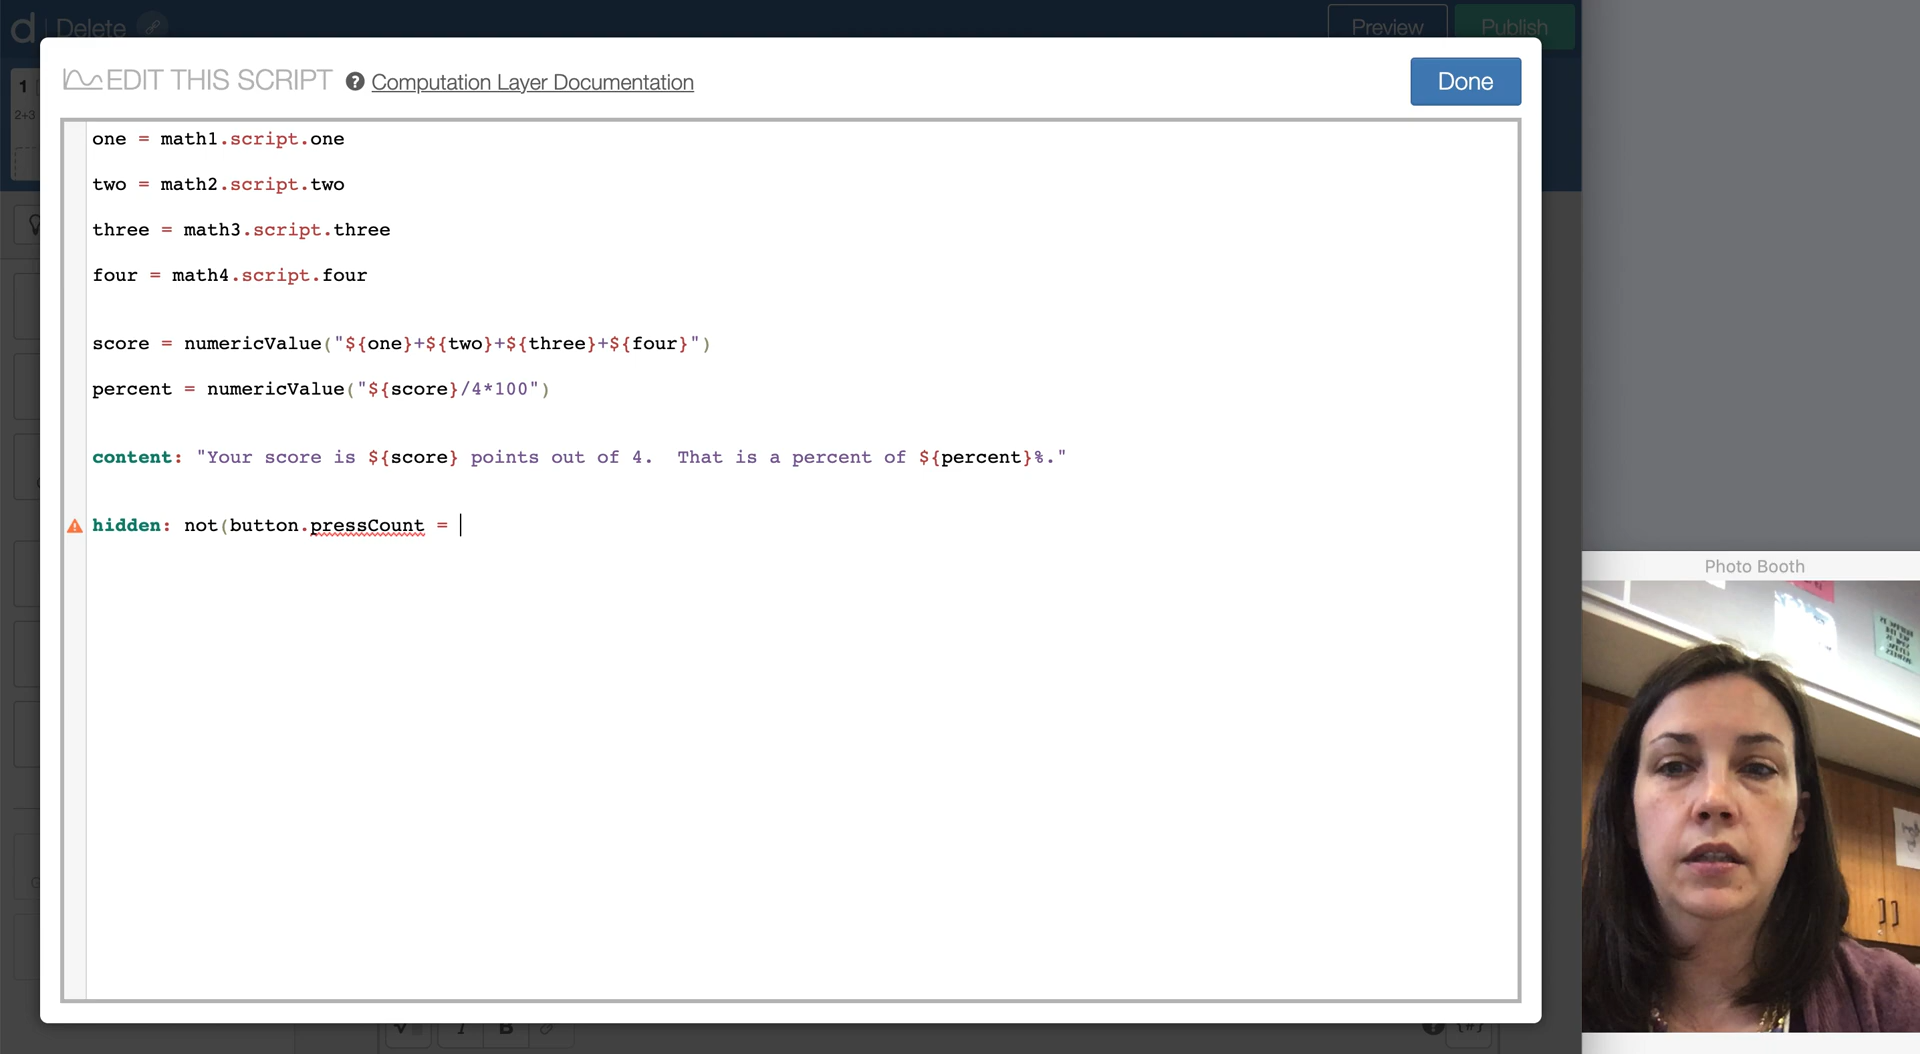 d | Delete
Preview
Publish
EDIT THIS SCRIPT ? Computation Layer Documentation
Done
1
2+3
one = math1.script.one
two = math2.script.two
three = math3.script.three
four = math4.script.four
score = numericValue("${one}+${two}+${three}+${four}")
percent = numericValue("${score}/4*100")
content: "Your score is ${score} points out of 4.  That is a percent of ${percent}%."
hidden: not(button.pressCount =
Photo Booth
I B